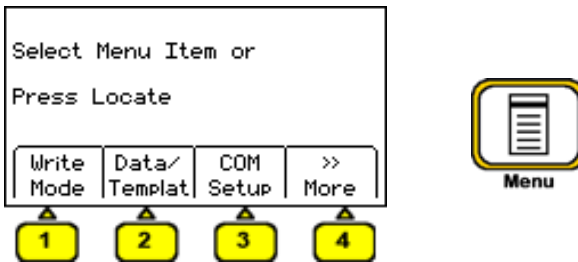 Select Menu Item or
Press Locate
Write Data/ COM >>
Mode Templat Setup More
1 2 3 4
Menu